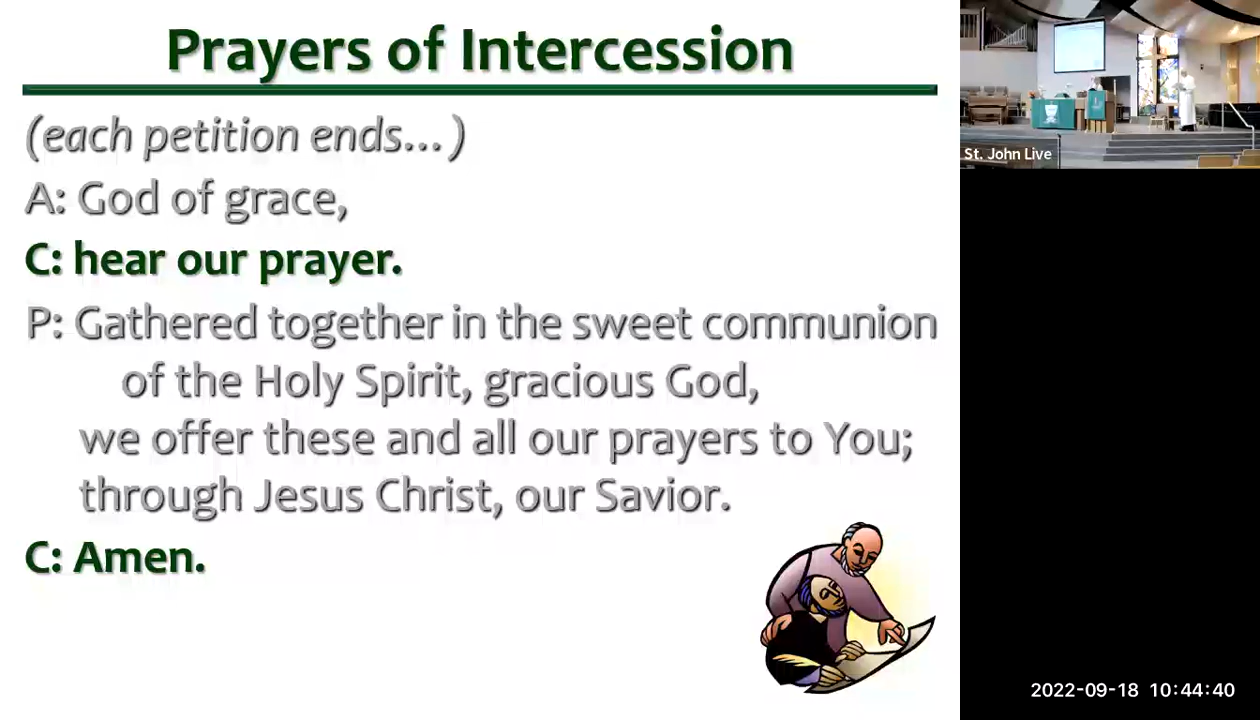 Prayers of Intercession
(each petition ends...)
A: God of grace,
C: hear our prayer.
P: Gathered together in the sweet communion
of the Holy Spirit, gracious God,
we offer these and all our prayers to You;
through Jesus Christ, our Savior.
C: Amen.
St. John Live
2022-09-18 10:44:40